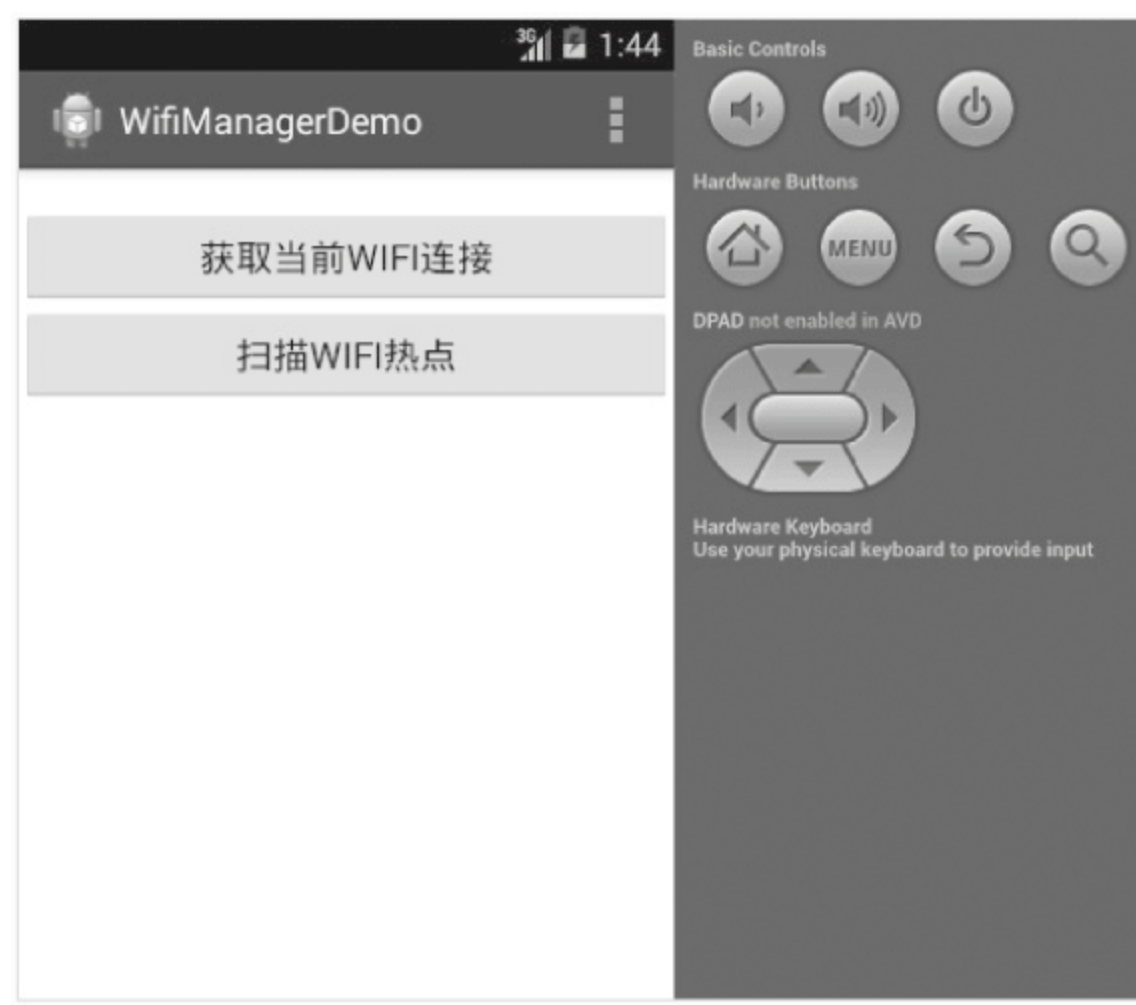 3G 1:44
WifiManagerDemo
获取当前WIFI连接
扫描WIFI热点
Basic Controls
Hardware Buttons
MENU
DPAD not enabled in AVD
Hardware Keyboard
Use your physical keyboard to provide input